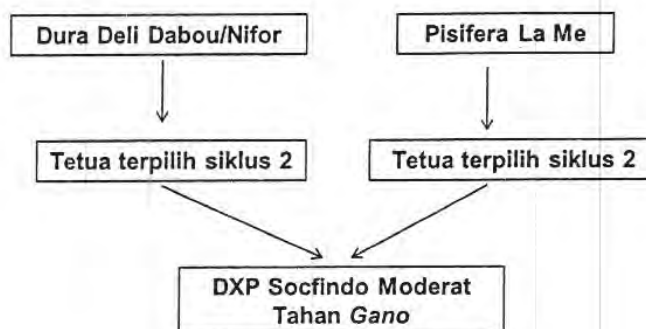 Dura Deli Dabou/Nifor
Pisifera La Me
Tetua terpilih siklus 2
Tetua terpilih siklus 2
DXP Socfindo Moderat
Tahan Gano